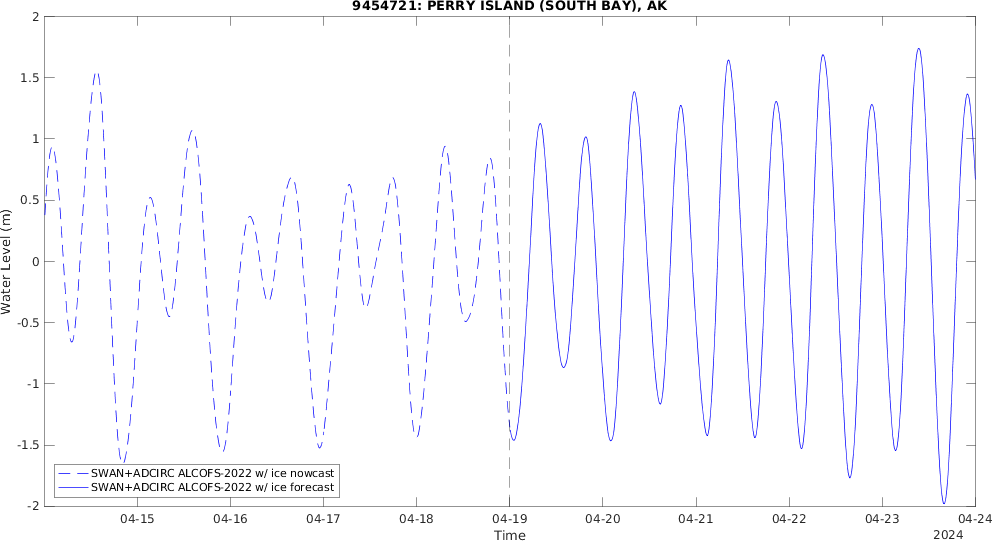 9454721: PERRY ISLAND (SOUTH BAY), AK
2
1.5
1
0.5
0
-0.5
-1
-1.5
-2
Water Level (m)
SWAN+ADCIRC ALCOFS-2022 w/ ice nowcast
SWAN+ADCIRC ALCOFS-2022 w/ ice forecast
04-15 04-16 04-17 04-18 04-19 04-20 04-21 04-22 04-23 04-24
Time
2024